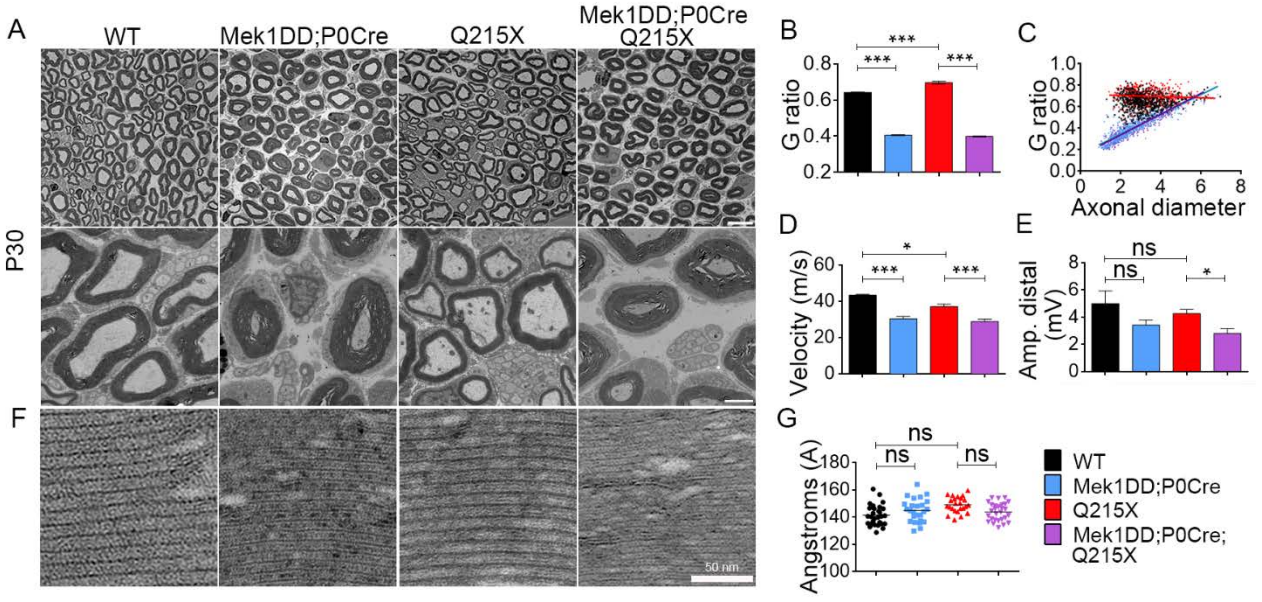 A
WT
Mek1DD;P0Cre
Q215X
Mek1DD;P0Cre
Q215X
P30
B
***
***
***
G ratio
0.8
0.6
0.4
0.2
C
G ratio
1.0
0.8
0.6
0.4
0.2
0.0
0 2 4 6 8
Axonal diameter
D
*
***
***
Velocity (m/s)
60
40
20
0
E
ns
ns
*
Amp. distal
(mV)
8
6
4
2
0
F
50 nm
G
ns
ns
ns
Angstroms (A)
180
160
140
120
100
WT
Mek1DD;P0Cre
Q215X
Mek1DD;P0Cre;
Q215X